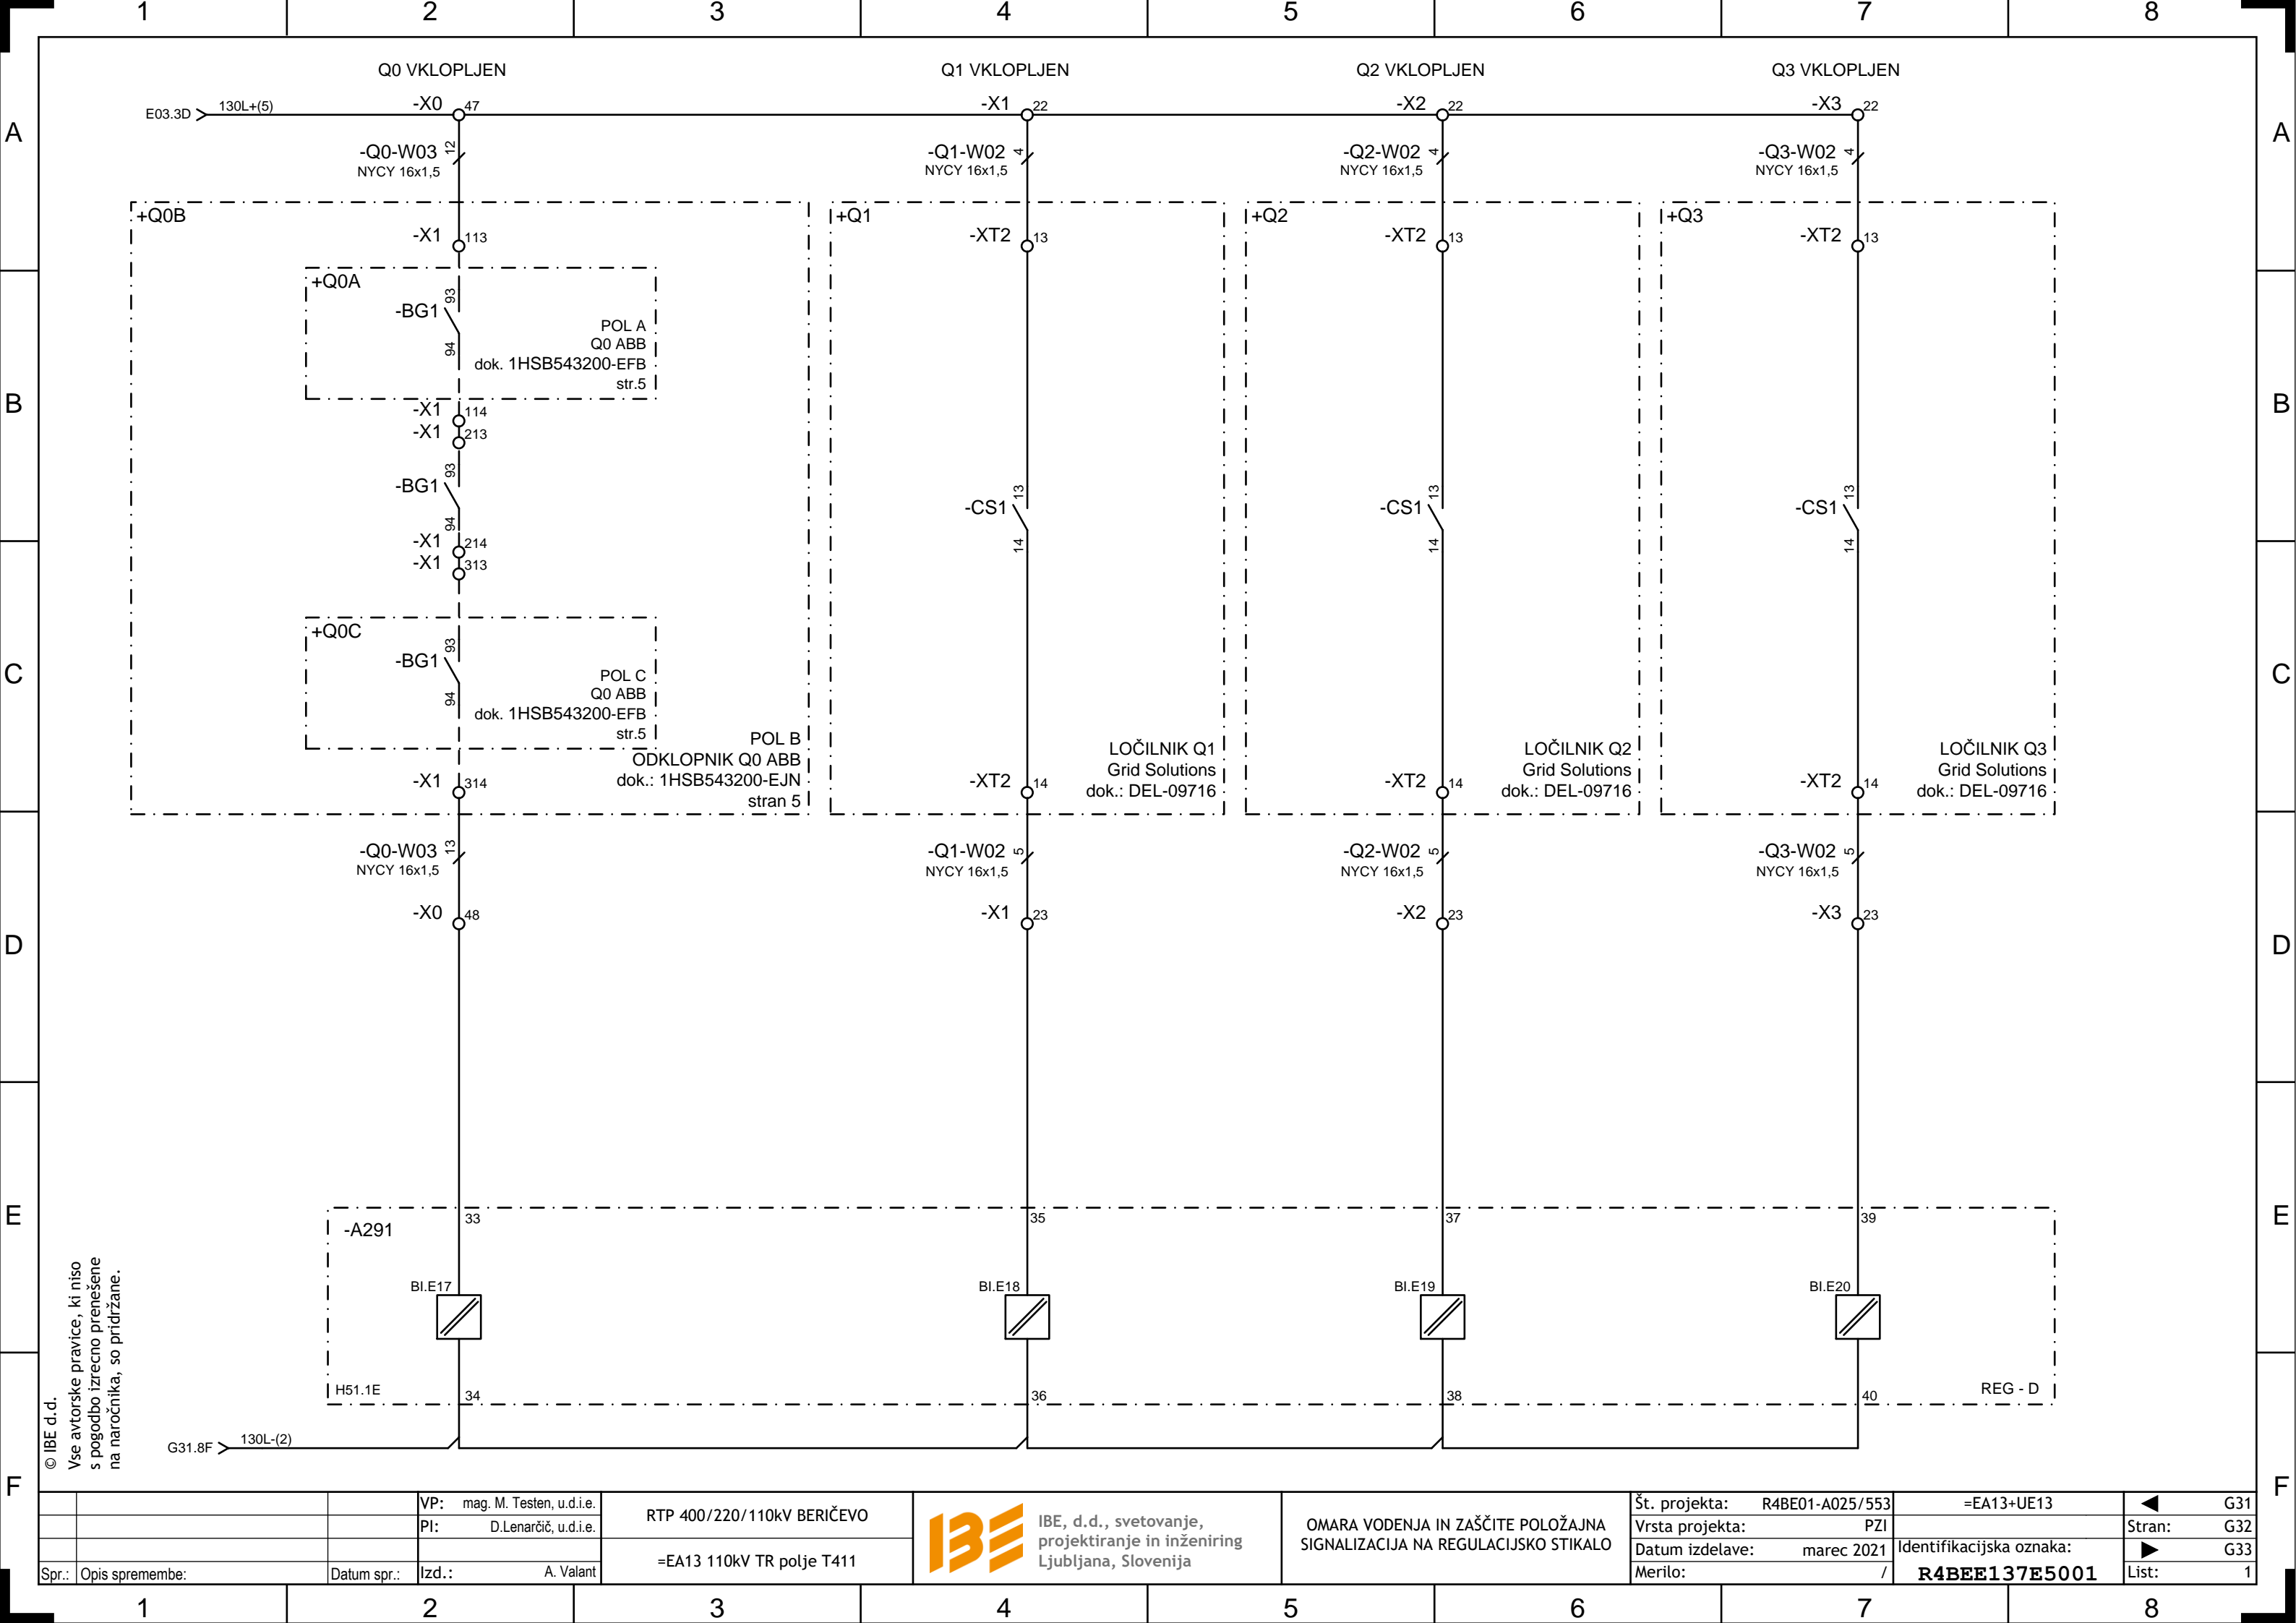 1 2 3 4 5 6 7 8
Q0 VKLOPLJEN Q1 VKLOPLJEN Q2 VKLOPLJEN Q3 VKLOPLJEN
E03.3D 130L+(5) -X0 47 -X1 22 -X2 22 -X3 22
A A
-Q0-W03 12 -Q1-W02 4 -Q2-W02 4 -Q3-W02 4
NYCY 16x1,5 NYCY 16x1,5 NYCY 16x1,5 NYCY 16x1,5
+Q0B +Q1 +Q2 +Q3
-X1 113 -XT2 13 -XT2 13 -XT2 13
+Q0A
93
-BG1
94
POL A
Q0 ABB
dok. 1HSB543200-EFB
str.5
B B
-X1 114
-X1 213
93
-BG1
94
13 13 13
-CS1 -CS1 -CS1
14 14 14
-X1 214
-X1 313
+Q0C
93
-BG1
94
C C
POL C
Q0 ABB
dok. 1HSB543200-EFB
str.5
POL B
ODKLOPNIK Q0 ABB
dok.: 1HSB543200-EJN
stran 5
LOČILNIK Q1
Grid Solutions
dok.: DEL-09716
LOČILNIK Q2
Grid Solutions
dok.: DEL-09716
LOČILNIK Q3
Grid Solutions
dok.: DEL-09716
-X1 314 -XT2 14 -XT2 14 -XT2 14
-Q0-W03 13 -Q1-W02 5 -Q2-W02 5 -Q3-W02 5
NYCY 16x1,5 NYCY 16x1,5 NYCY 16x1,5 NYCY 16x1,5
-X0 48 -X1 23 -X2 23 -X3 23
D D
E E
-A291 33 35 37 39
BI.E17 BI.E18 BI.E19 BI.E20
H51.1E 34 36 38 40 REG - D
G31.8F 130L-(2)
F F
© IBE d.d.
Vse avtorske pravice, ki niso
s pogodbo izrecno prenešene
na naročnika, so pridržane.
Spr.: Opis spremembe: Datum spr.:
VP: mag. M. Testen, u.d.i.e.
PI: D.Lenarčič, u.d.i.e.
Izd.: A. Valant
RTP 400/220/110kV BERIČEVO
=EA13 110kV TR polje T411
IBE
IBE, d.d., svetovanje,
projektiranje in inženiring
Ljubljana, Slovenija
OMARA VODENJA IN ZAŠČITE POLOŽAJNA
SIGNALIZACIJA NA REGULACIJSKO STIKALO
Št. projekta: R4BE01-A025/553
Vrsta projekta: PZI
Datum izdelave: marec 2021
Merilo: /
=EA13+UE13
Identifikacijska oznaka:
R4BEE137E5001
G31
Stran: G32
G33
List: 1
1 2 3 4 5 6 7 8